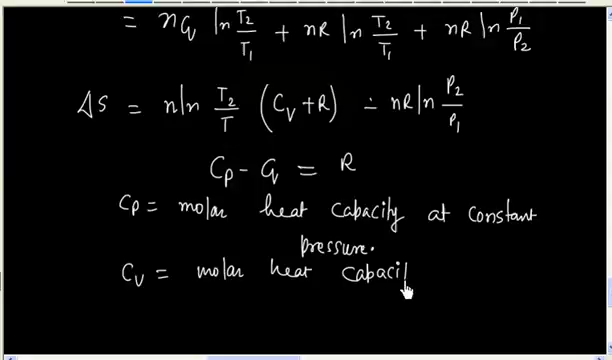 = nCv ln T2/T1 + nR ln T2/T1 + nR ln P1/P2
ΔS = n ln T2/T (Cv + R) - nR ln P2/P1
Cp - Cv = R
Cp = molar heat capacity at constant
pressure.
Cv = molar heat capacil